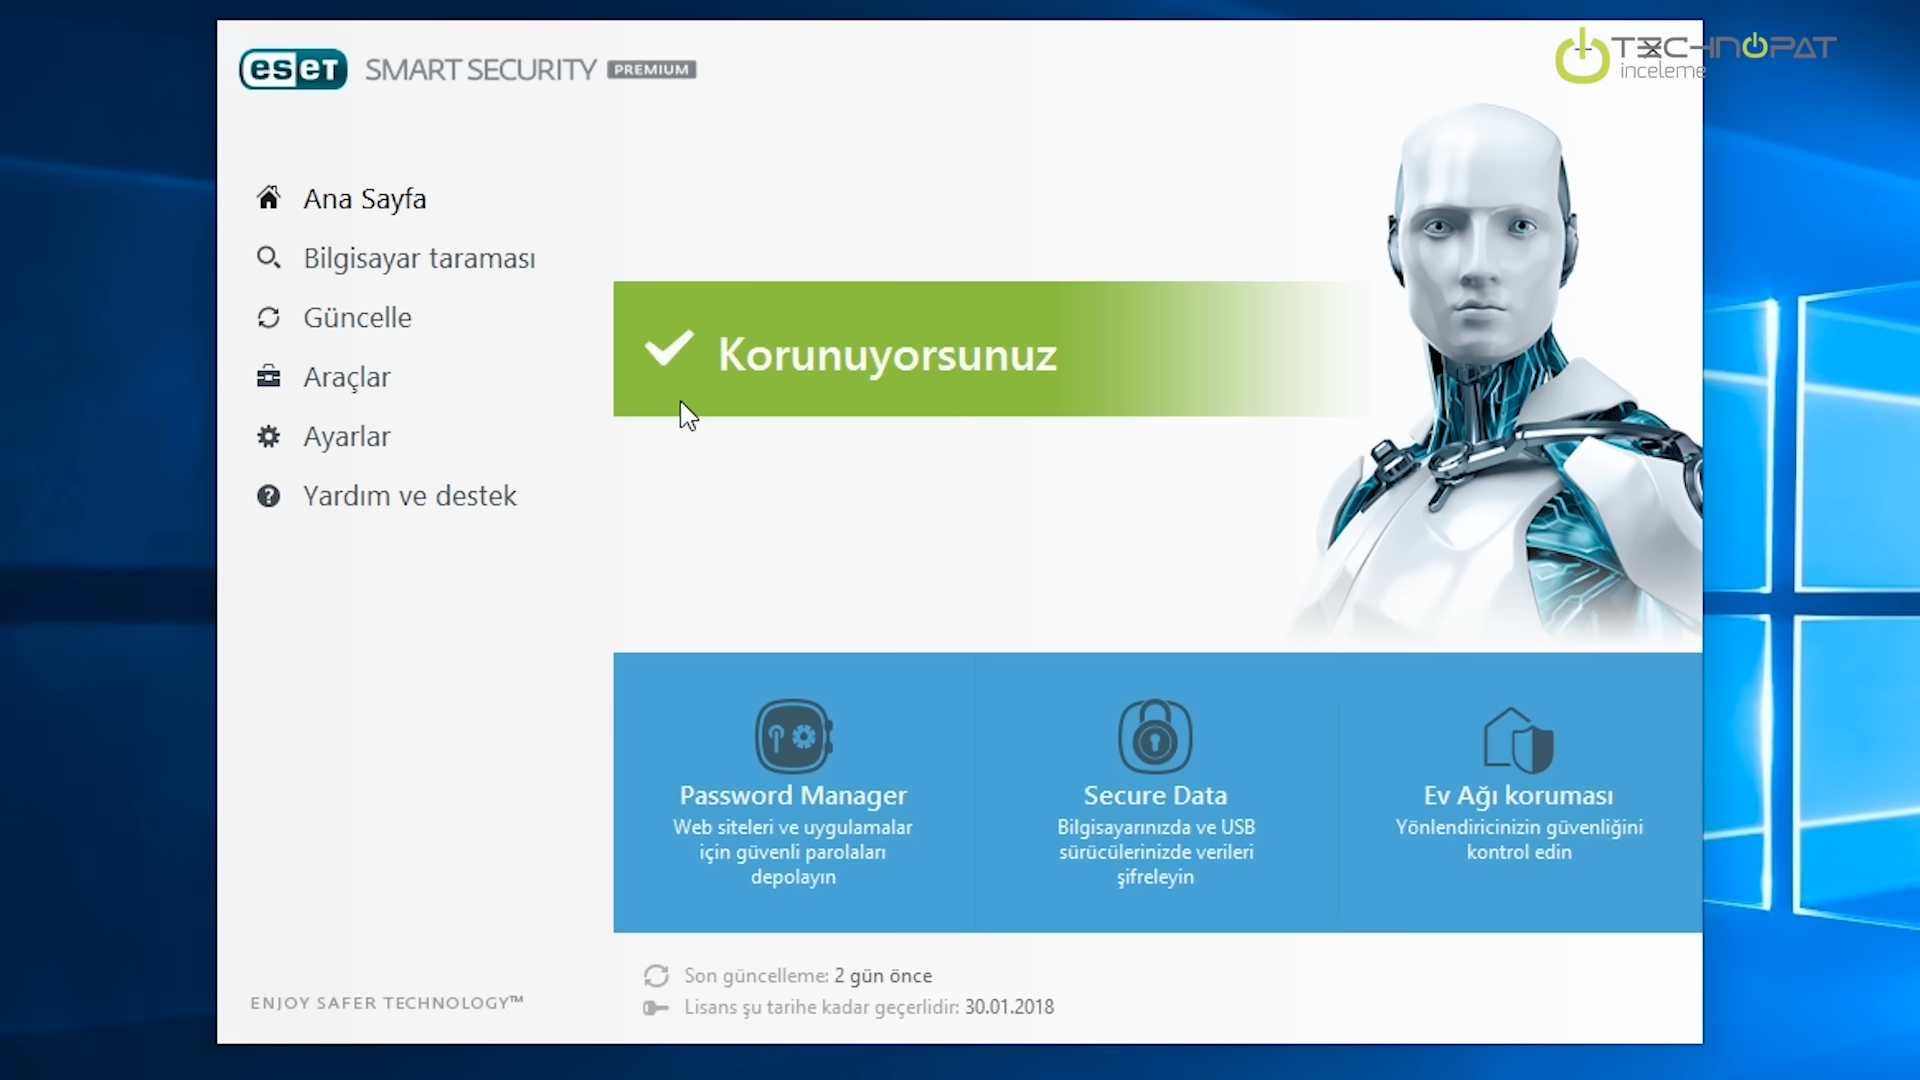 eset SMART SECURITY PREMIUM
TECHNOPAT
inceleme
Ana Sayfa
Bilgisayar taraması
Güncelle
Araçlar
Ayarlar
Yardım ve destek
Korunuyorsunuz
Password Manager
Web siteleri ve uygulamalar
için güvenli parolaları
depolayın
Secure Data
Bilgisayarınızda ve USB
sürücülerinizde verileri
şifreleyin
Ev Ağı koruması
Yönlendiricinizin güvenliğini
kontrol edin
Son güncelleme: 2 gün önce
Lisans şu tarihe kadar geçerlidir: 30.01.2018
ENJOY SAFER TECHNOLOGY™